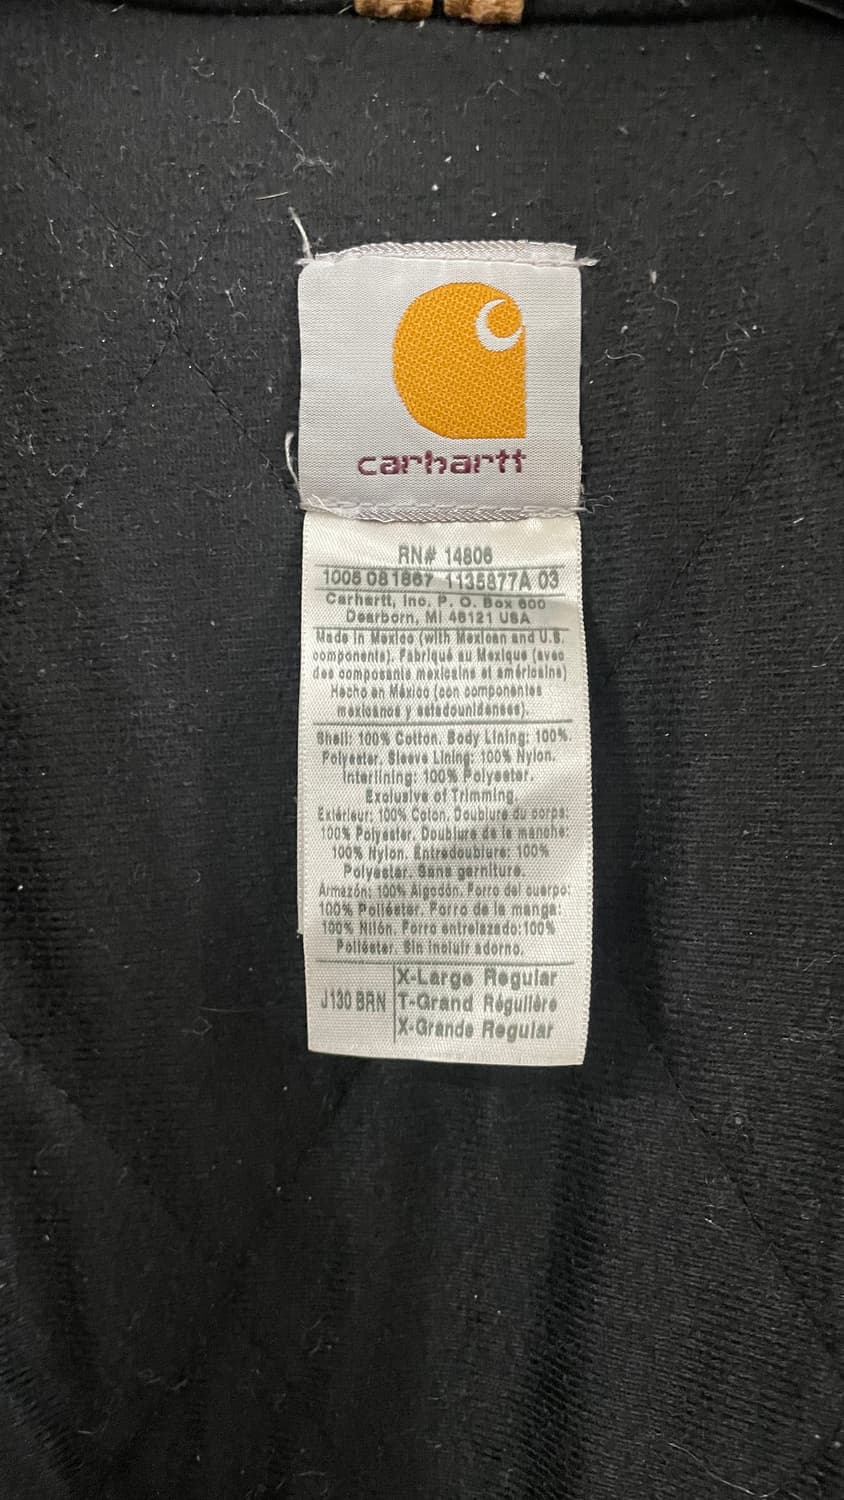 carhartt
RN# 14806
1005 081867 1135877A 03
Carhartt, Inc. P. O. Box 600
Dearborn, MI 48121 USA
Made in Mexico (with Mexican and U.S.
components). Fabriqué au Mexique (avec
des composants mexicains et américains)
Hecho en México (con componentes
mexicanos y estadounidenses).
Shell: 100% Cotton. Body Lining: 100%
Polyester. Sleeve Lining: 100% Nylon.
Interlining: 100% Polyester.
Exclusive of Trimming.
Extérieur: 100% Coton. Doublure du corps:
100% Polyester. Doublure de la manche:
100% Nylon. Entredoublure: 100%
Polyester. Sans garniture.
Armazón: 100% Algodón. Forro del cuerpo:
100% Poliéster. Forro de la manga:
100% Nilón. Forro entrelazado:100%
Poliéster. Sin incluir adorno.
J130 BRN
X-Large Regular
T-Grand Régulière
X-Grande Regular